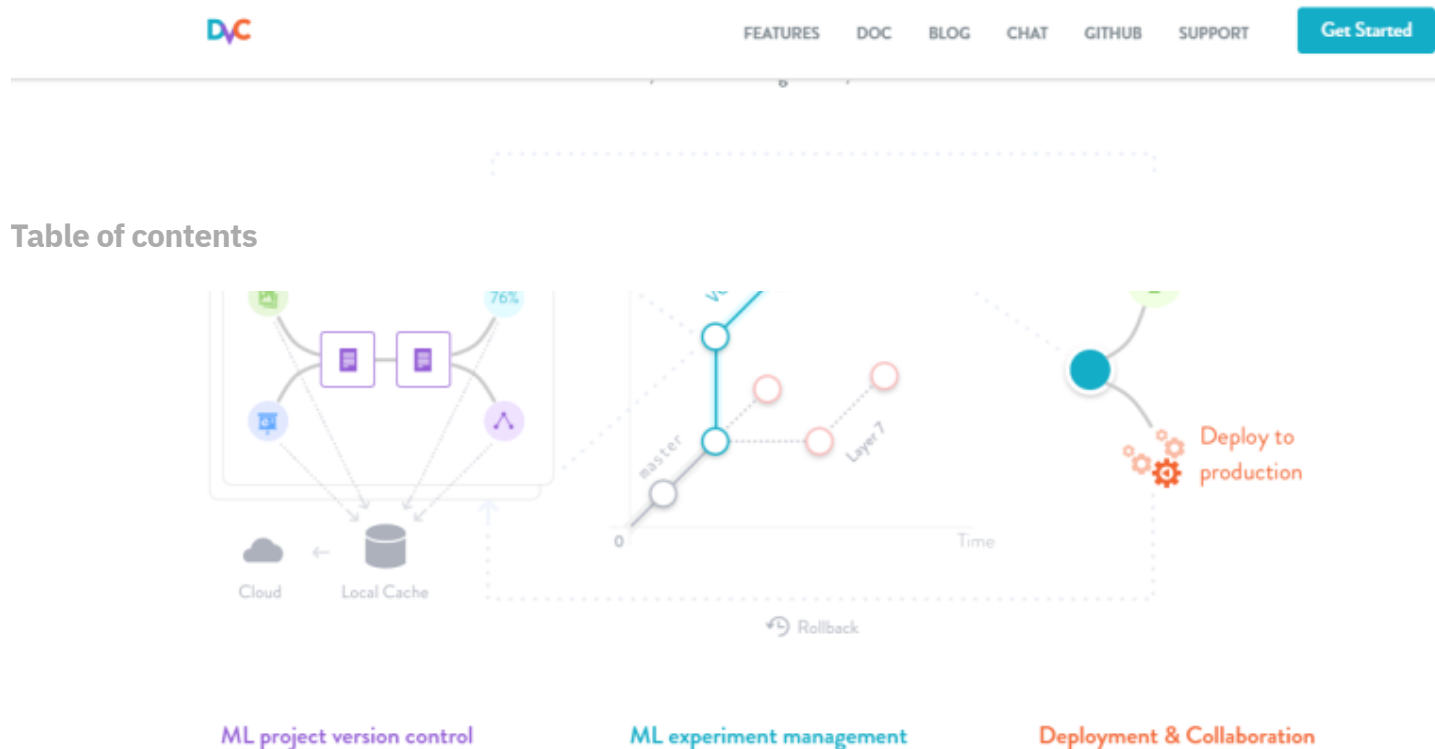 DVC
FEATURES DOC BLOG CHAT GITHUB SUPPORT Get Started
Table of contents
76%
master
Layer 7
Deploy to
production
0
Time
Cloud
Local Cache
Rollback
ML project version control
ML experiment management
Deployment & Collaboration